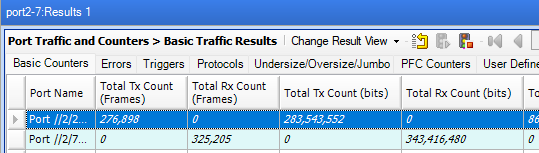 port2-7:Results 1
Port Traffic and Counters > Basic Traffic Results Change Result View
Basic Counters Errors Triggers Protocols Undersize/Oversize/Jumbo PFC Counters User Define
Port Name Total Tx Count (Frames) Total Rx Count (Frames) Total Tx Count (bits) Total Rx Count (bits) To
Port //2/2... 276,898 0 283,543,552 0 86
Port //2/7... 0 325,205 0 343,416,480 0